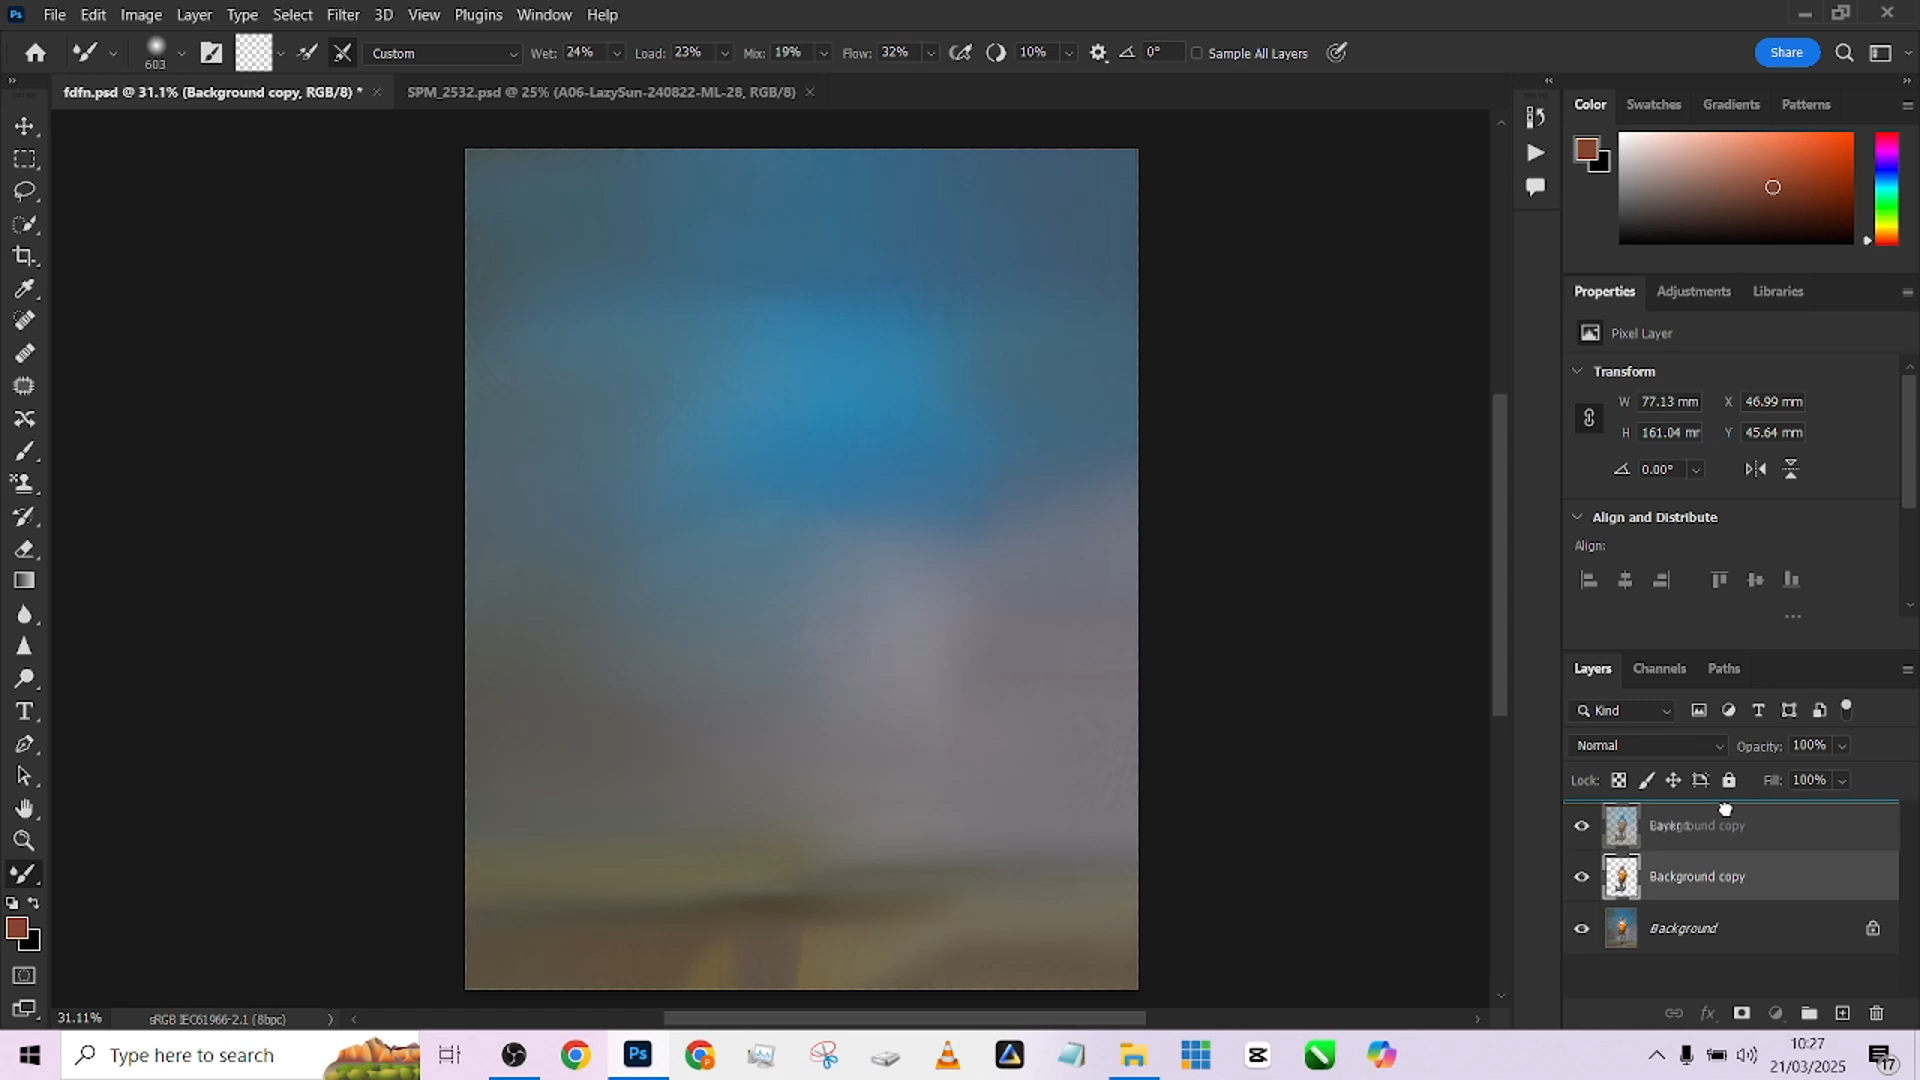 File Edit Image Layer Type Select Filter 3D View Plugins Window Help
603 Custom Wet: 24% Load: 23% Mix: 19% Flow: 32% 10% 0° Sample All Layers Share
fdfn.psd @ 31.1% (Background copy, RGB/8) * SPM_2532.psd @ 25% (A06-LazySun-240822-ML-28, RGB/8)
Color Swatches Gradients Patterns
Properties Adjustments Libraries
Pixel Layer
Transform
W 77.13 mm X 46.99 mm
H 161.04 mr Y 45.64 mm
0.00°
Align and Distribute
Align:
Layers Channels Paths
Kind
Normal Opacity: 100%
Lock: Fill: 100%
Background copy
Background copy
Background
31.11% sRGB IEC61966-2.1 (8bpc)
Type here to search
10:27
21/03/2025
17